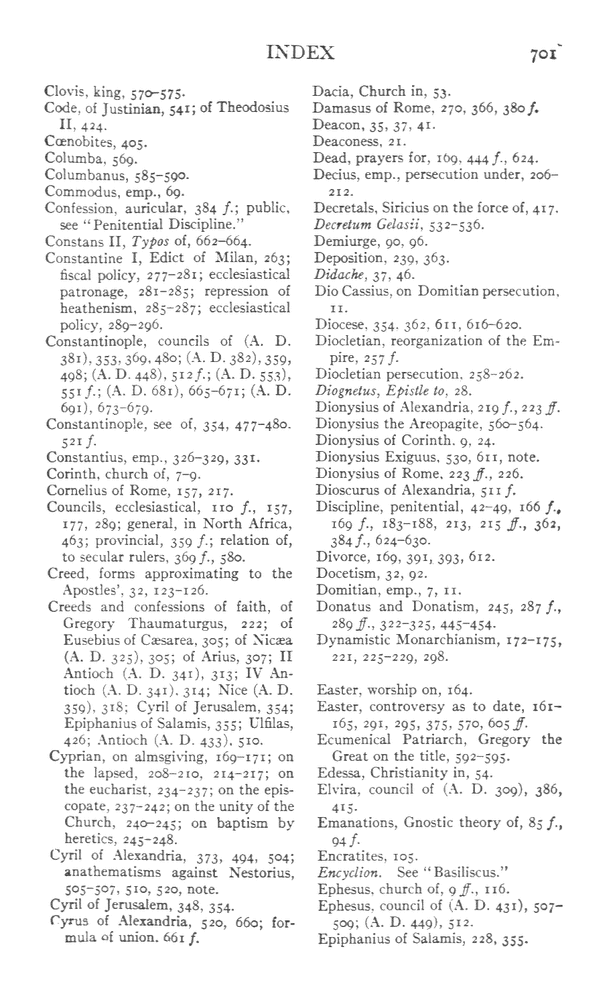 INDEX 701
Clovis, king, 570–575.
Code, of Justinian, 541; of Theodosius
II, 424.
Cœnobites, 405.
Columba, 569.
Columbanus, 585–590.
Commodus, emp., 69.
Confession, auricular, 384 f.; public,
see "Penitential Discipline."
Constans II, Typos of, 662–664.
Constantine I, Edict of Milan, 263;
fiscal policy, 277–281; ecclesiastical
patronage, 281–285; repression of
heathenism, 285–287; ecclesiastical
policy, 289–296.
Constantinople, councils of (A. D.
381), 353, 369, 480; (A. D. 382), 359,
498; (A. D. 448), 512 f.; (A. D. 553),
551 f.; (A. D. 681), 665–671; (A. D.
691), 673–679.
Constantinople, see of, 354, 477–480.
521 f.
Constantius, emp., 326–329, 331.
Corinth, church of, 7–9.
Cornelius of Rome, 157, 217.
Councils, ecclesiastical, 110 f., 157,
177, 289; general, in North Africa,
463; provincial, 359 f.; relation of,
to secular rulers, 369 f., 580.
Creed, forms approximating to the
Apostles', 32, 123–126.
Creeds and confessions of faith, of
Gregory Thaumaturgus, 222; of
Eusebius of Cæsarea, 305; of Nicæa
(A. D. 325), 305; of Arius, 307; II
Antioch (A. D. 341), 313; IV An-
tioch (A. D. 341), 314; Nice (A. D.
359), 318; Cyril of Jerusalem, 354;
Epiphanius of Salamis, 355; Ulfilas,
426; Antioch (A. D. 433), 510.
Cyprian, on almsgiving, 169–171; on
the lapsed, 208–210, 214–217; on
the eucharist, 234–237; on the epis-
copate, 237–242; on the unity of the
Church, 240–245; on baptism by
heretics, 245–248.
Cyril of Alexandria, 373, 494, 504;
anathematisms against Nestorius,
505–507, 510, 520, note.
Cyril of Jerusalem, 348, 354.
Cyrus of Alexandria, 520, 660; for-
mula of union, 661 f.
Dacia, Church in, 53.
Damasus of Rome, 270, 366, 380 f.
Deacon, 35, 37, 41.
Deaconess, 21.
Dead, prayers for, 169, 444 f., 624.
Decius, emp., persecution under, 206–
212.
Decretals, Siricius on the force of, 417.
Decretum Gelasii, 532–536.
Demiurge, 90, 96.
Deposition, 239, 363.
Didache, 37, 46.
Dio Cassius, on Domitian persecution,
11.
Diocese, 354, 362, 611, 616–620.
Diocletian, reorganization of the Em-
pire, 257 f.
Diocletian persecution, 258–262.
Diognetus, Epistle to, 28.
Dionysius of Alexandria, 219 f., 223 ff.
Dionysius the Areopagite, 560–564.
Dionysius of Corinth, 9, 24.
Dionysius Exiguus, 530, 611, note.
Dionysius of Rome, 223 ff., 226.
Dioscurus of Alexandria, 511 f.
Discipline, penitential, 42–49, 166 f.,
169 f., 183–188, 213, 215 ff., 362,
384 f., 624–630.
Divorce, 169, 391, 393, 612.
Docetism, 32, 92.
Domitian, emp., 7, 11.
Donatus and Donatism, 245, 287 f.,
289 ff., 322–325, 445–454.
Dynamistic Monarchianism, 172–175,
221, 225–229, 298.
Easter, worship on, 164.
Easter, controversy as to date, 161–
165, 291, 295, 375, 570, 605 ff.
Ecumenical Patriarch, Gregory the
Great on the title, 592–595.
Edessa, Christianity in, 54.
Elvira, council of (A. D. 309), 386,
415.
Emanations, Gnostic theory of, 85 f.,
94 f.
Encratites, 105.
Encyclion. See "Basiliscus."
Ephesus, church of, 9 ff., 116.
Ephesus, council of (A. D. 431), 507–
509; (A. D. 449), 512.
Epiphanius of Salamis, 228, 355.